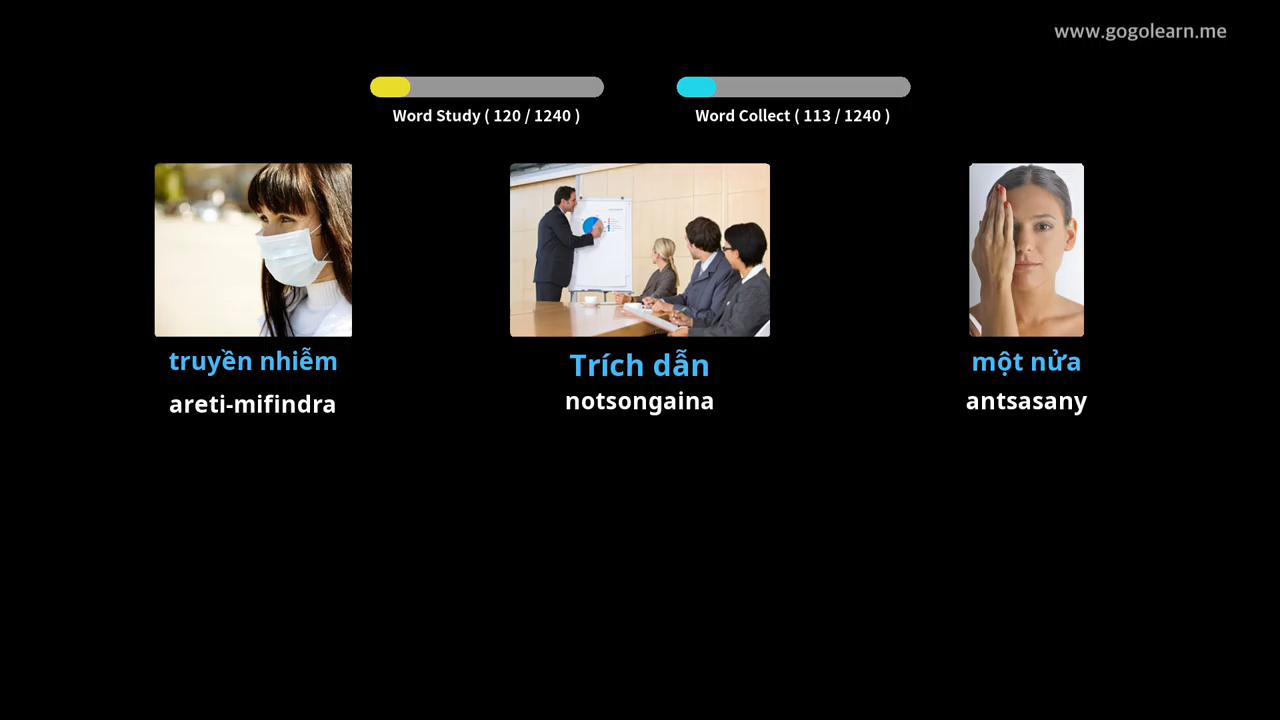 www.gogolearn.me
Word Study ( 120 / 1240 )
Word Collect ( 113 / 1240 )
truyền nhiễm
areti-mifindra
Trích dẫn
notsongaina
một nửa
antsasany